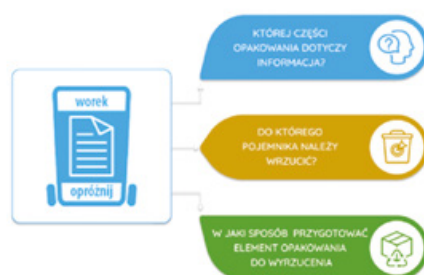 worek
opróżnij
KTÓREJ CZĘŚCI
OPAKOWANIA DOTYCZY
INFORMACJA?
DO KTÓREGO
POJEMNIKA NALEŻY
WRZUCIĆ?
W JAKI SPOSÓB PRZYGOTOWAĆ
ELEMENT OPAKOWANIA
DO WYRZUCENIA